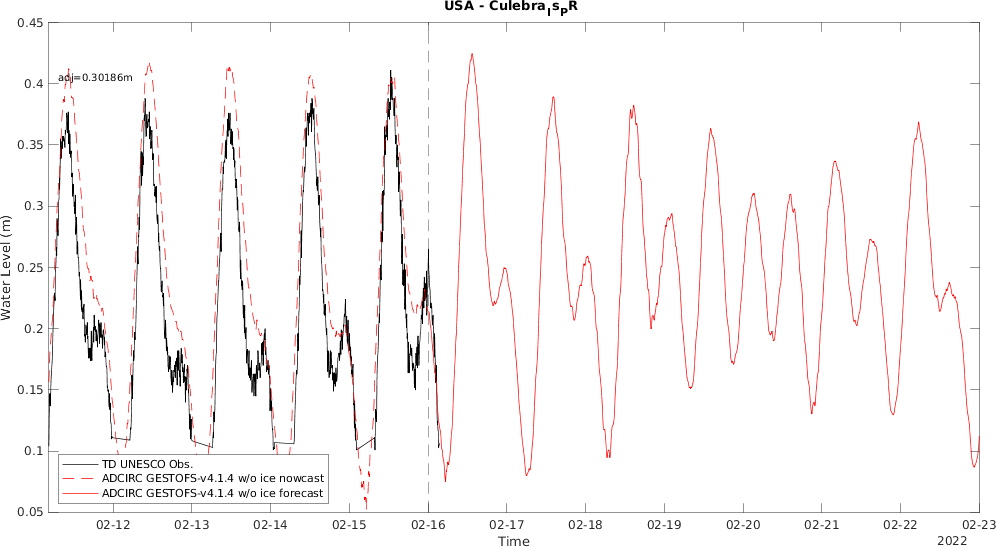 USA - Culebra_Is_PR
adj=0.30186m
0.45
0.4
0.35
0.3
0.25
0.2
0.15
0.1
0.05
Water Level (m)
TD UNESCO Obs.
ADCIRC GESTOFS-v4.1.4 w/o ice nowcast
ADCIRC GESTOFS-v4.1.4 w/o ice forecast
02-12 02-13 02-14 02-15 02-16 02-17 02-18 02-19 02-20 02-21 02-22 02-23
Time
2022